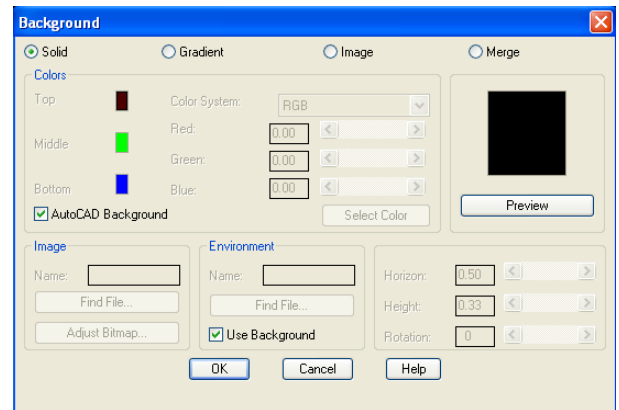 Background
Solid Gradient Image Merge
Colors
Top Color System: RGB
Red: 0.00
Middle
Green: 0.00
Bottom Blue: 0.00
AutoCAD Background Select Color Preview
Image Environment
Name: Name: Horizon: 0.50
Find File... Find File... Height: 0.33
Adjust Bitmap... Use Background Rotation: 0
OK Cancel Help